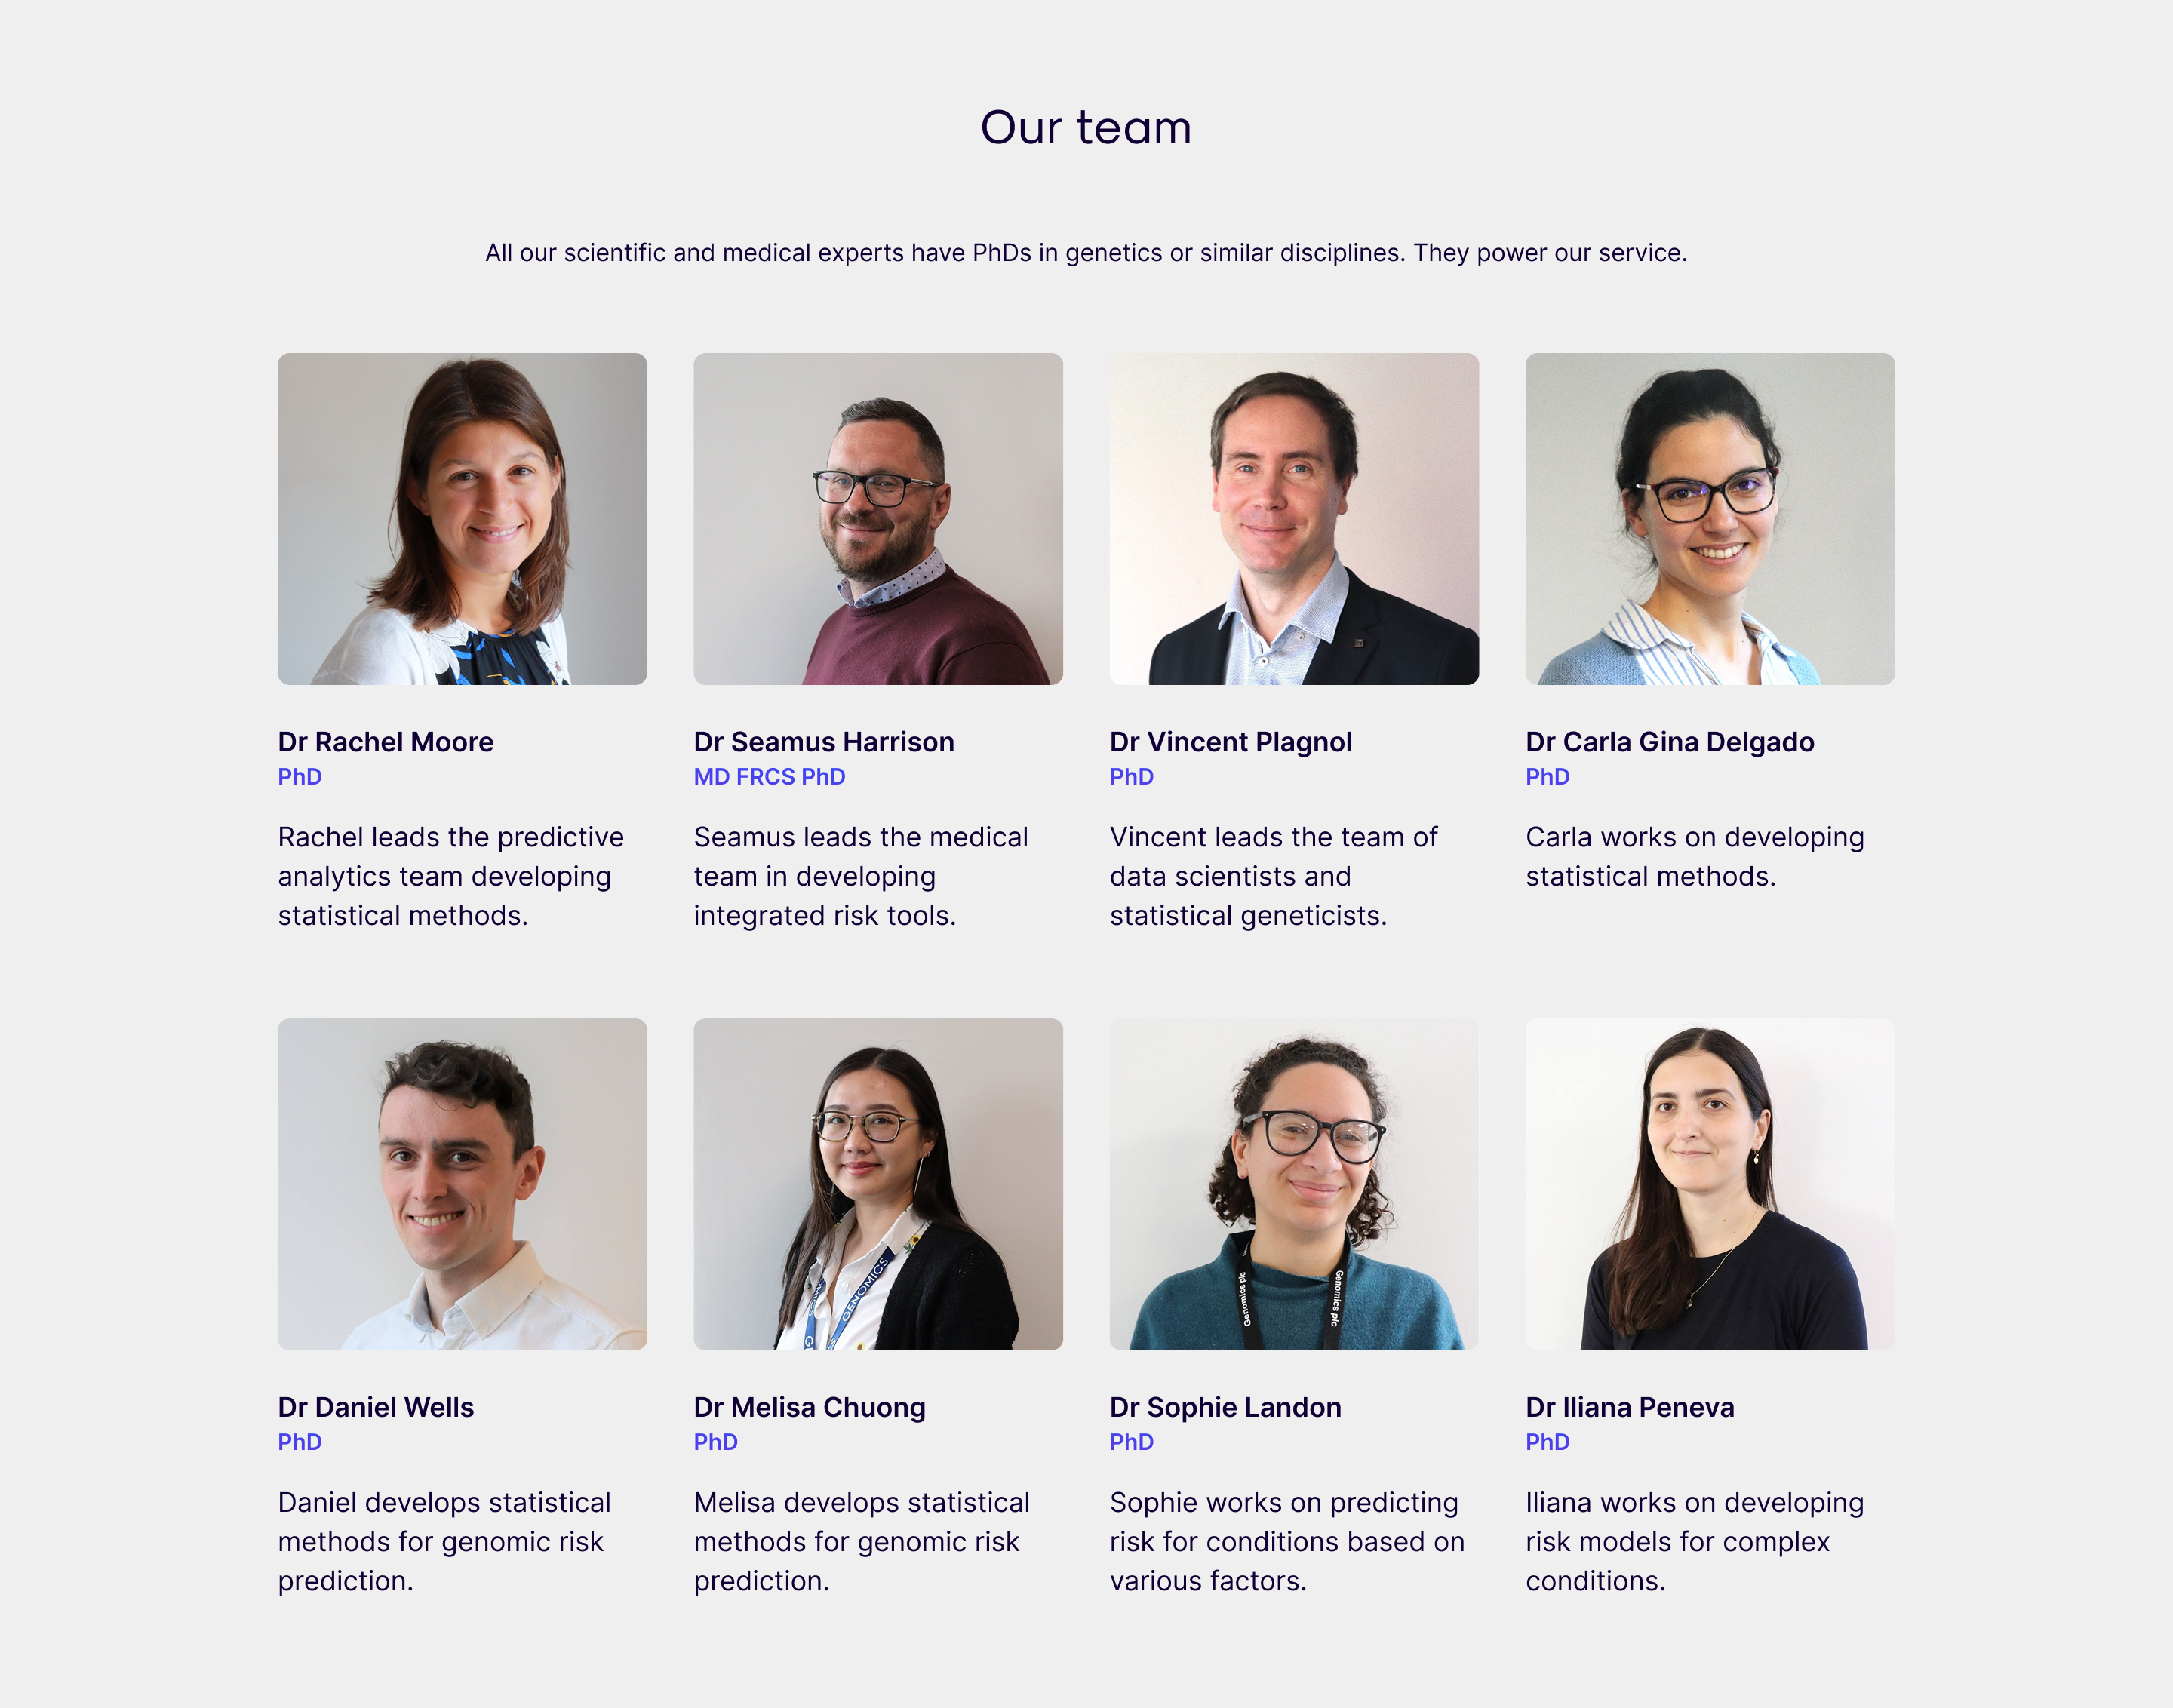 Our team
All our scientific and medical experts have PhDs in genetics or similar disciplines. They power our service.
Dr Rachel Moore
PhD
Rachel leads the predictive
analytics team developing
statistical methods.
Dr Seamus Harrison
MD FRCS PhD
Seamus leads the medical
team in developing
integrated risk tools.
Dr Vincent Plagnol
PhD
Vincent leads the team of
data scientists and
statistical geneticists.
Dr Carla Gina Delgado
PhD
Carla works on developing
statistical methods.
GENOMICS
Genomics plc
Genomics plc
Dr Daniel Wells
PhD
Daniel develops statistical
methods for genomic risk
prediction.
Dr Melisa Chuong
PhD
Melisa develops statistical
methods for genomic risk
prediction.
Dr Sophie Landon
PhD
Sophie works on predicting
risk for conditions based on
various factors.
Dr Iliana Peneva
PhD
Iliana works on developing
risk models for complex
conditions.